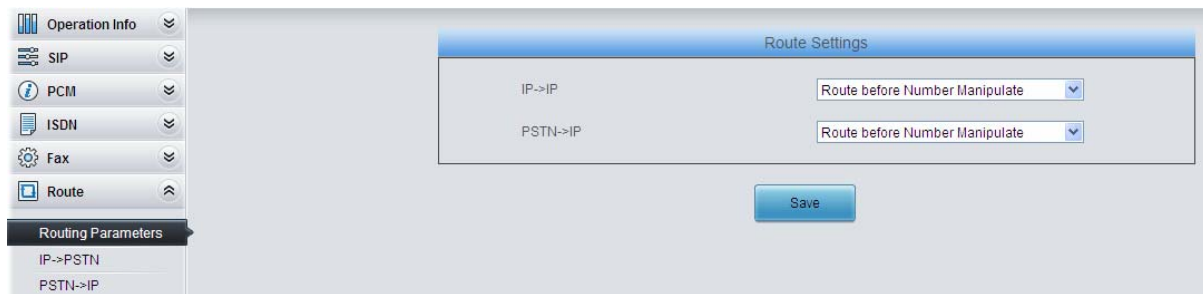 Operation Info
SIP
PCM
ISDN
Fax
Route
Routing Parameters
IP->PSTN
PSTN->IP
Route Settings
IP->IP Route before Number Manipulate
PSTN->IP Route before Number Manipulate
Save